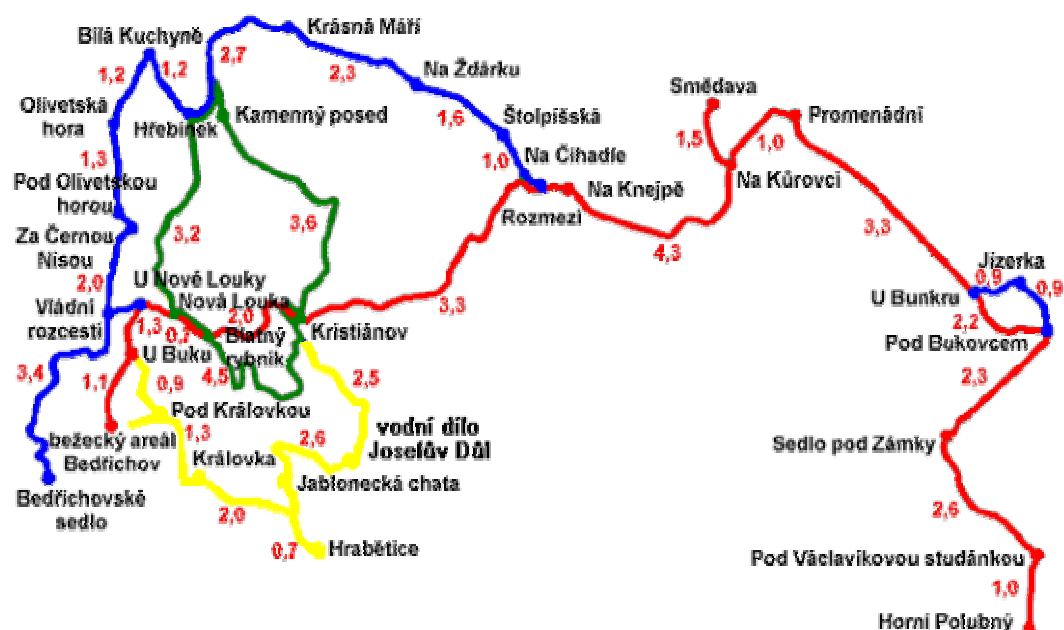 Krásná Máří
Bílá Kuchyně
2,7
1,2
1,2
2,3
Na Žďárku
Smědava
Olivetská
hora
Hřebínek
Kamenný posed
1,6
Štolpišská
Promenádní
1,5
1,0
1,3
1,0
Na Čihadle
Na Kůrovci
Pod Olivetskou
horou
Na Knejpě
Rozmezí
3,2
3,6
3,3
4,3
Za Černou
Nisou
Jizerka
2,0
U Nové Louky
0,9
0,9
Vládní
rozcestí
Nová Louka
U Bunkru
1,3
0,7
2,0
3,3
Kristiánov
2,2
Pod Bukovcem
Blatný
rybník
U Buku
3,4
1,1
0,9
4,5
2,5
2,3
Pod Královkou
vodní dílo
Josefův Důl
1,3
2,6
bežecký areál
Bedřichov
Sedlo pod Zámky
Královka
Jablonecká chata
Bedřichovské
sedlo
2,0
2,6
0,7
Hrabětice
Pod Václavikovou studánkou
1,0
Horní Polubný